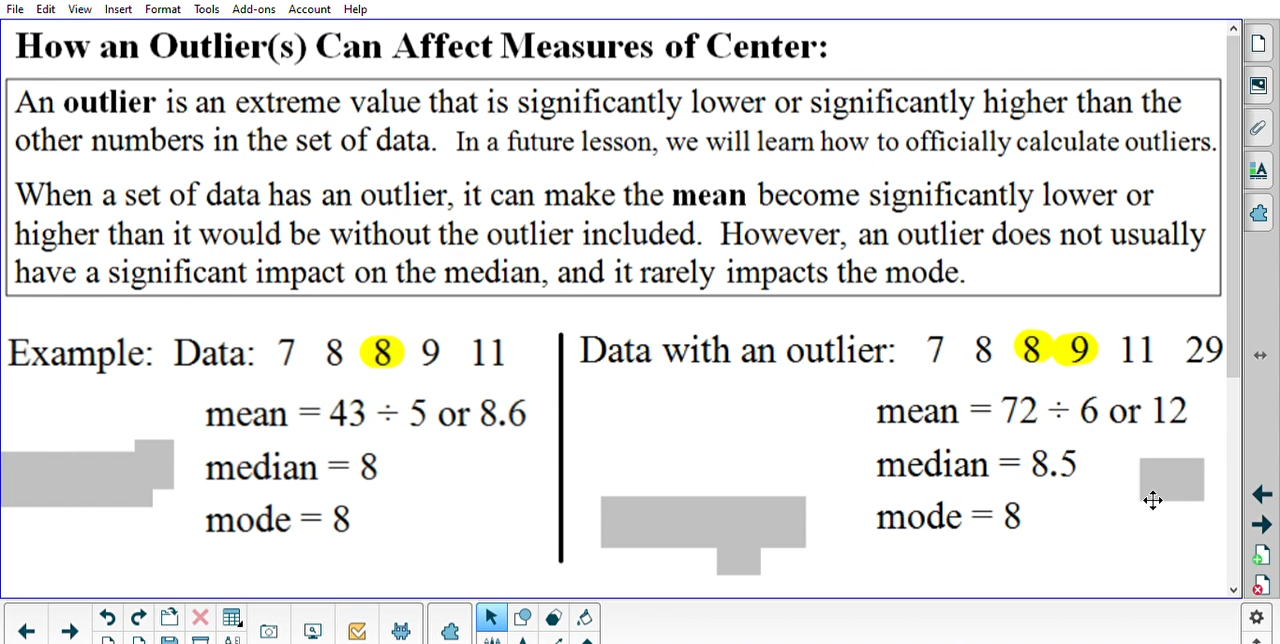 File Edit View Insert Format Tools Add-ons Account Help
How an Outlier(s) Can Affect Measures of Center:
An outlier is an extreme value that is significantly lower or significantly higher than the
other numbers in the set of data. In a future lesson, we will learn how to officially calculate outliers.
When a set of data has an outlier, it can make the mean become significantly lower or
higher than it would be without the outlier included. However, an outlier does not usually
have a significant impact on the median, and it rarely impacts the mode.
Example: Data: 7 8 8 9 11
mean = 43 ÷ 5 or 8.6
median = 8
mode = 8
Data with an outlier: 7 8 8 9 11 29
mean = 72 ÷ 6 or 12
median = 8.5
mode = 8